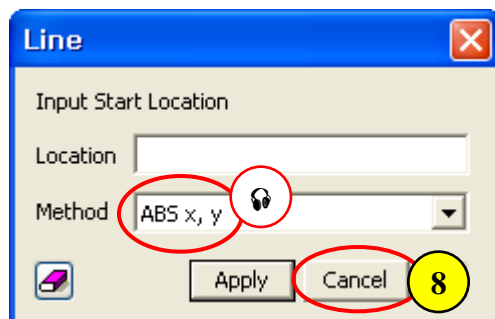 Line
Input Start Location
Location
Method ABS x, y
Apply Cancel 8